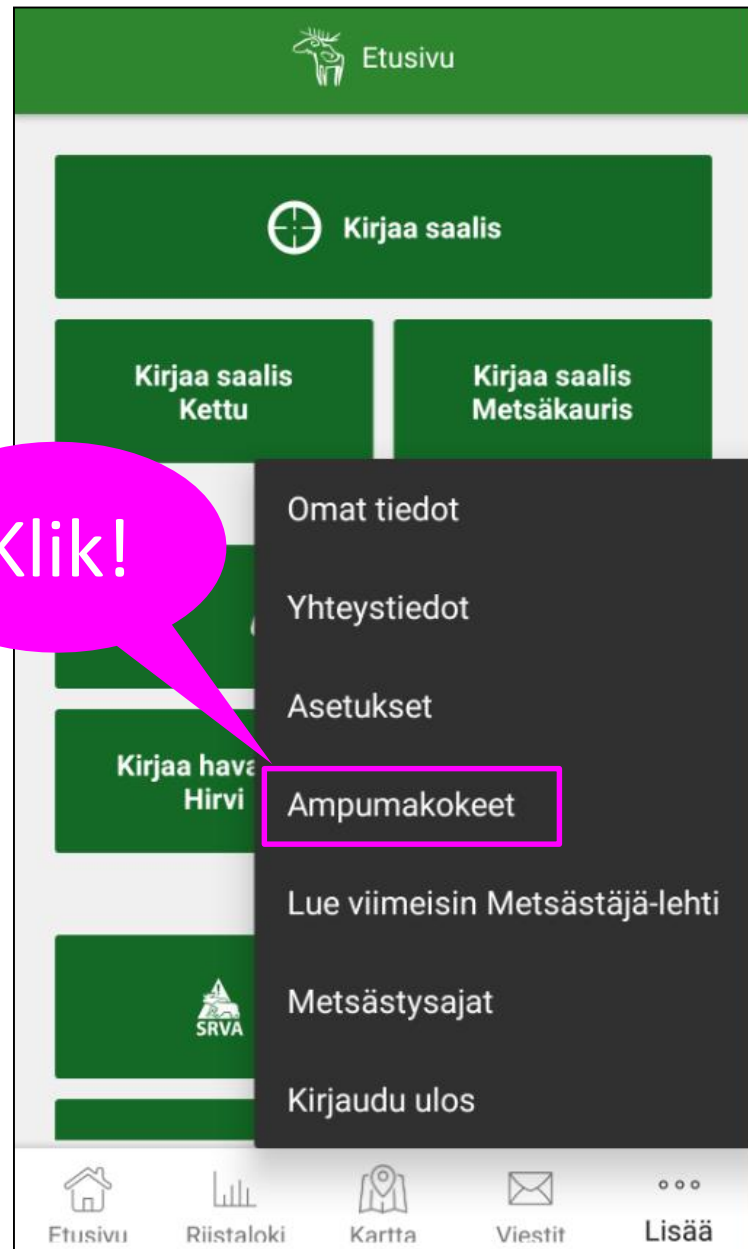 Etusivu
Kirjaa saalis
Kirjaa saalis
Kettu
Kirjaa saalis
Metsäkauris
Klik!
Omat tiedot
Yhteystiedot
Asetukset
Kirjaa hava
Hirvi
Ampumakokeet
Lue viimeisin Metsästäjä-lehti
SRVA
Metsästysajat
Kirjaudu ulos
Etusivu
Riistaloki
Kartta
Viestit
Lisää